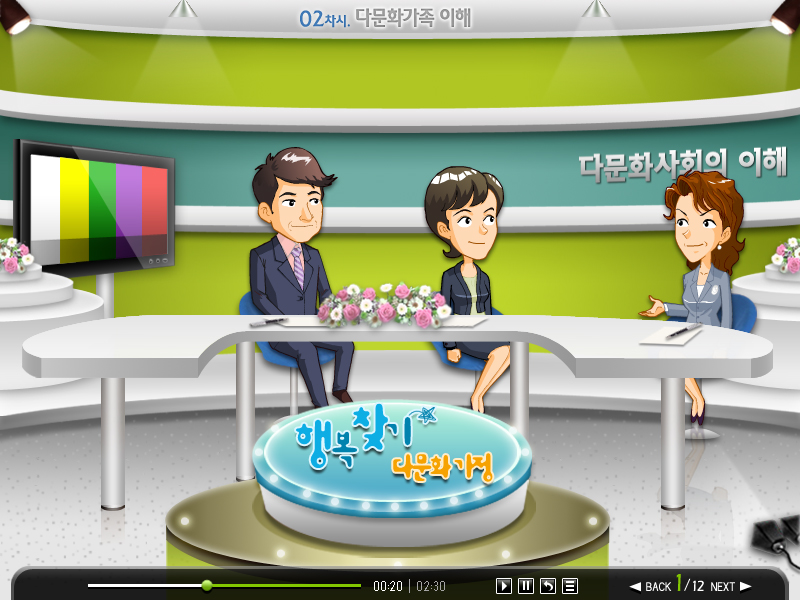 02차시. 다문화가족 이해
다문화사회의 이해
행복찾기
다문화가정
00:20 | 02:30
◀ BACK 1/12 NEXT ▶